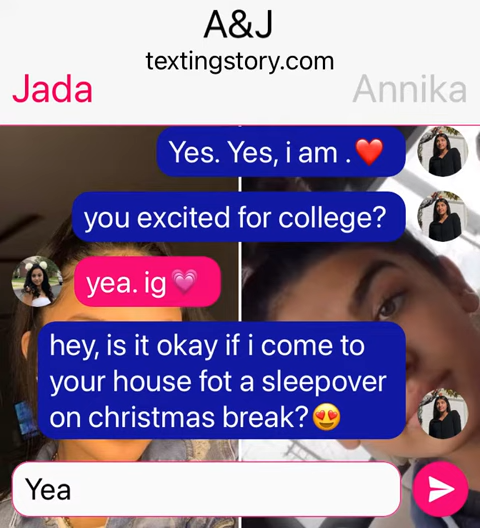 A&J
textingstory.com
Jada Annika
Yes. Yes, i am .❤️
you excited for college?
yea. ig💗
hey, is it okay if i come to
your house fot a sleepover
on christmas break?😍
Yea